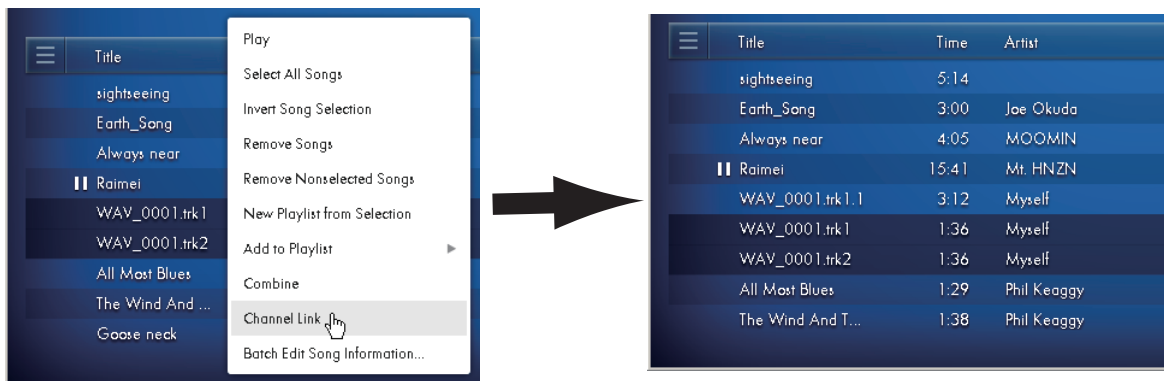 Title
sightseeing
Earth_Song
Always near
Raimei
WAV_0001.trk1
WAV_0001.trk2
All Most Blues
The Wind And ...
Goose neck
Play
Select All Songs
Invert Song Selection
Remove Songs
Remove Nonselected Songs
New Playlist from Selection
Add to Playlist
Combine
Channel Link
Batch Edit Song Information...
Title Time Artist
sightseeing 5:14
Earth_Song 3:00 Joe Okuda
Always near 4:05 MOOMIN
Raimei 15:41 Mt. HNZN
WAV_0001.trk1.1 3:12 Myself
WAV_0001.trk1 1:36 Myself
WAV_0001.trk2 1:36 Myself
All Most Blues 1:29 Phil Keaggy
The Wind And T... 1:38 Phil Keaggy